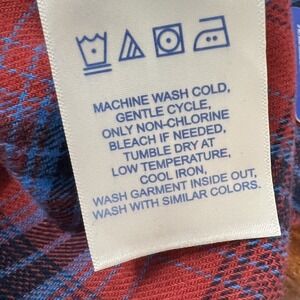 MACHINE WASH COLD,
GENTLE CYCLE,
ONLY NON-CHLORINE
BLEACH IF NEEDED,
TUMBLE DRY AT
LOW TEMPERATURE,
COOL IRON,
WASH GARMENT INSIDE OUT,
WASH WITH SIMILAR COLORS.